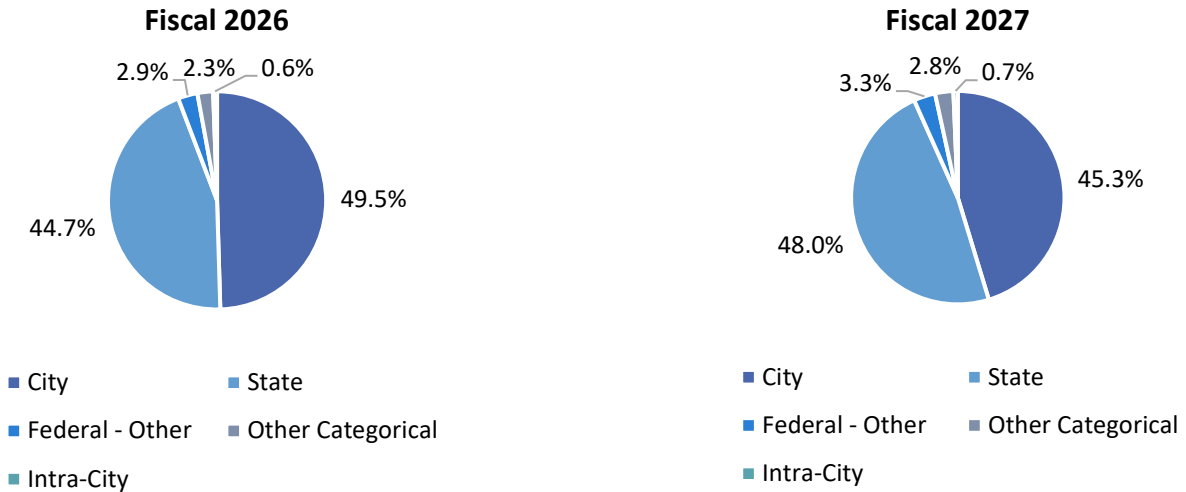 Fiscal 2026
2.9% 2.3% 0.6%
49.5%
44.7%
City State
Federal - Other Other Categorical
Intra-City
Fiscal 2027
3.3% 2.8% 0.7%
45.3%
48.0%
City State
Federal - Other Other Categorical
Intra-City